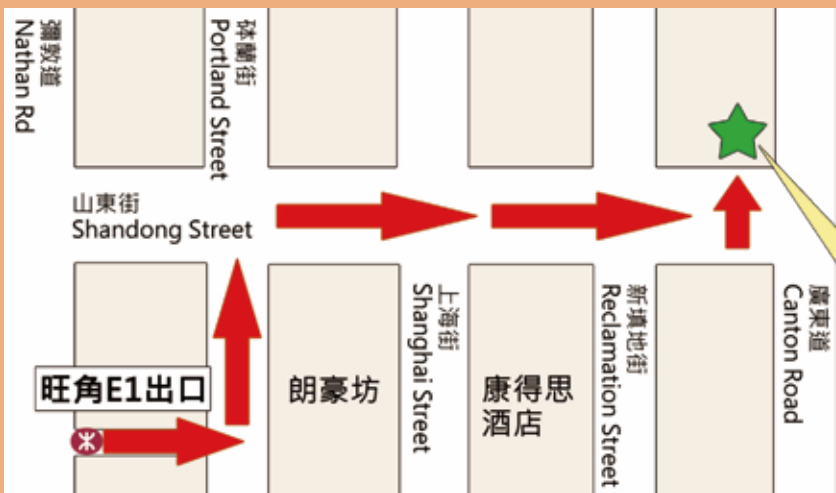 彌敦道
Nathan Rd
砵蘭街
Portland Street
山東街
Shandong Street
上海街
Shanghai Street
新填地街
Reclamation Street
廣東道
Canton Road
旺角E1出口
朗豪坊
康得思
酒店